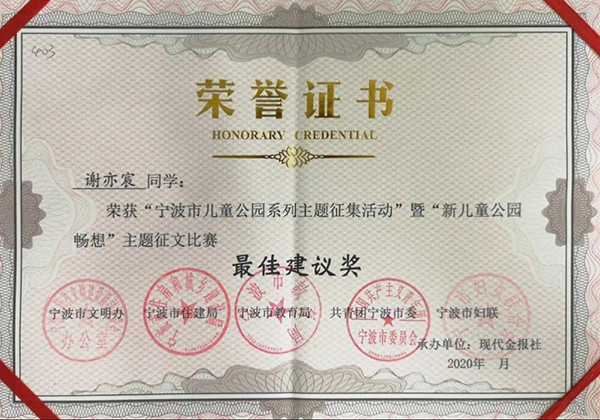 403
荣誉证书
HONORARY CREDENTIAL
谢亦宸 同学：
荣获“宁波市儿童公园系列主题征集活动”暨“新儿童公园
畅想”主题征文比赛
最佳建议奖
宁波市文明办 宁波市住建局 宁波市教育局 共青团宁波市委 宁波市妇联
办公室
宁波市委员会
承办单位：现代金报社
2020年 月